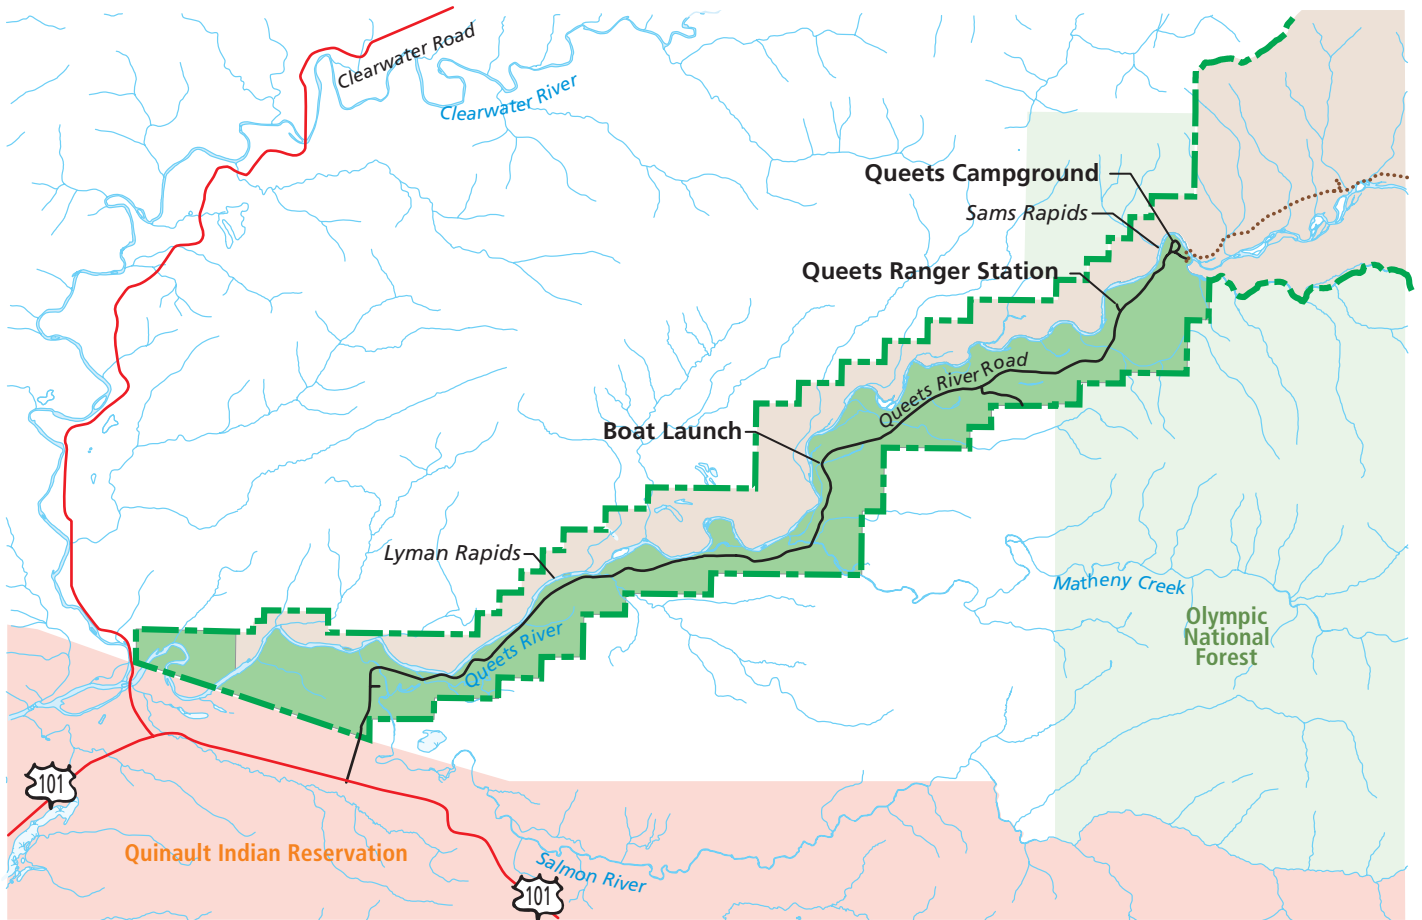 Clearwater Road
Clearwater River
Queets Campground
Sams Rapids
Queets Ranger Station
Queets River Road
Boat Launch
Lyman Rapids
Matheny Creek
Olympic
National
Forest
Queets River
101
Quinault Indian Reservation
Salmon River
101